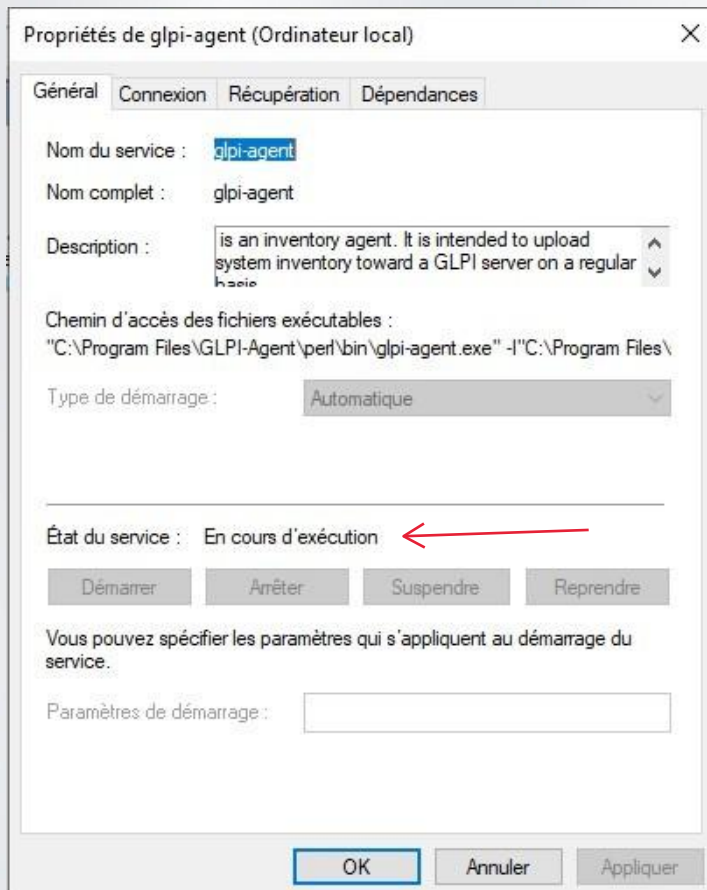 Propriétés de glpi-agent (Ordinateur local)
Général Connexion Récupération Dépendances
Nom du service : glpi-agent
Nom complet : glpi-agent
Description : is an inventory agent. It is intended to upload
system inventory toward a GLPI server on a regular
basis
Chemin d'accès des fichiers exécutables :
"C:\Program Files\GLPI-Agent\perl\bin\glpi-agent.exe" -I"C:\Program Files\
Type de démarrage : Automatique
État du service : En cours d'exécution
Démarrer Arrêter Suspendre Reprendre
Vous pouvez spécifier les paramètres qui s'appliquent au démarrage du
service.
Paramètres de démarrage :
OK Annuler Appliquer